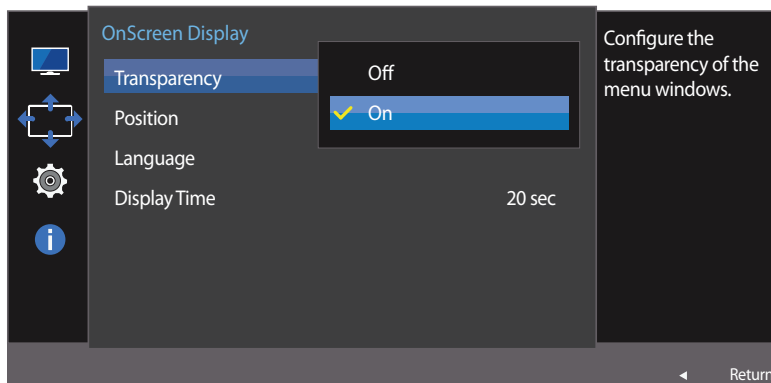 OnScreen Display
Transparency
Off
On
Position
Language
Display Time 20 sec
Configure the
transparency of the
menu windows.
Return